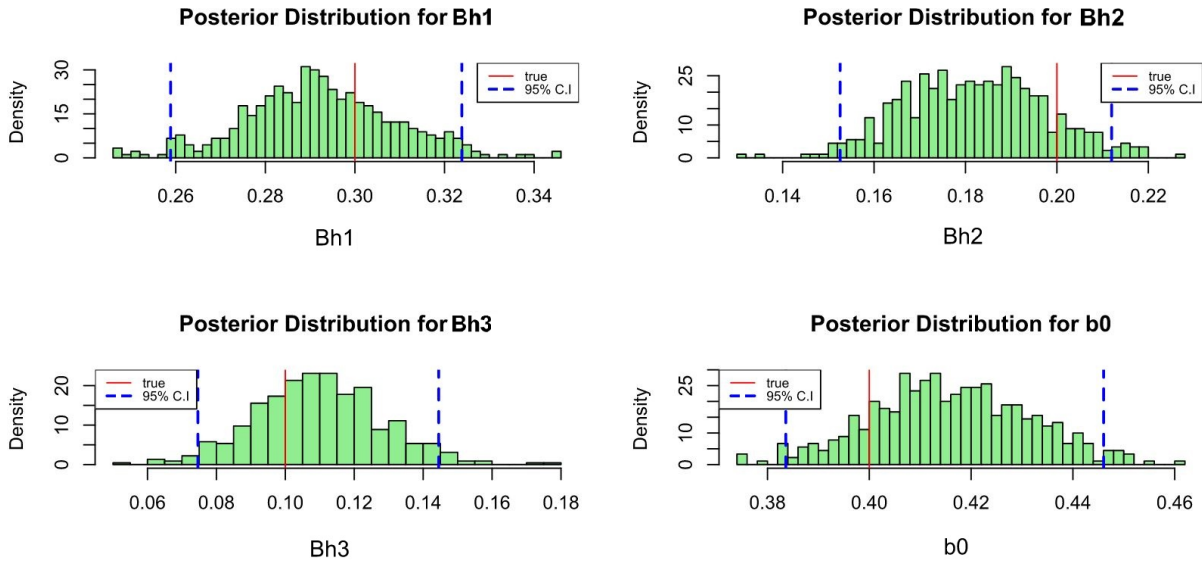 Posterior Distribution for Bh1
Density
0 15 30
true
95% C.I
0.26 0.28 0.30 0.32 0.34
Bh1
Posterior Distribution for Bh2
Density
0 10 25
true
95% C.I
0.14 0.16 0.18 0.20 0.22
Bh2
Posterior Distribution for Bh3
Density
0 10 20
true
95% C.I
0.06 0.08 0.10 0.12 0.14 0.16 0.18
Bh3
Posterior Distribution for b0
Density
0 10 25
true
95% C.I
0.38 0.40 0.42 0.44 0.46
b0